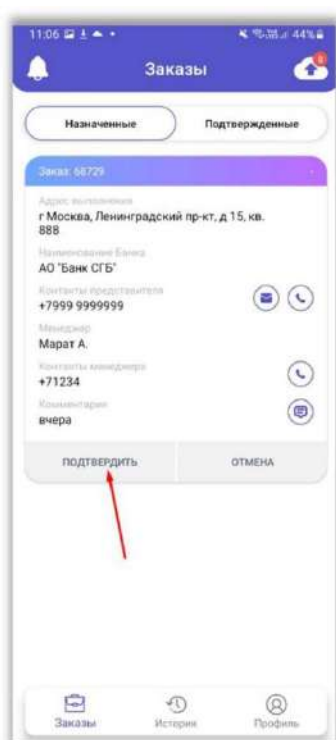 11:06 44%
Заказы
Назначенные Подтвержденные
Заказ: 68729
Адрес выполнения
г Москва, Ленинградский пр-кт, д 15, кв.
888
Наименование Банка
АО "Банк СГБ"
Контакты представителя
+7999 9999999
Менеджер
Марат А.
Контакты менеджера
+71234
Комментарии
вчера
ПОДТВЕРДИТЬ ОТМЕНА
Заказы История Профиль